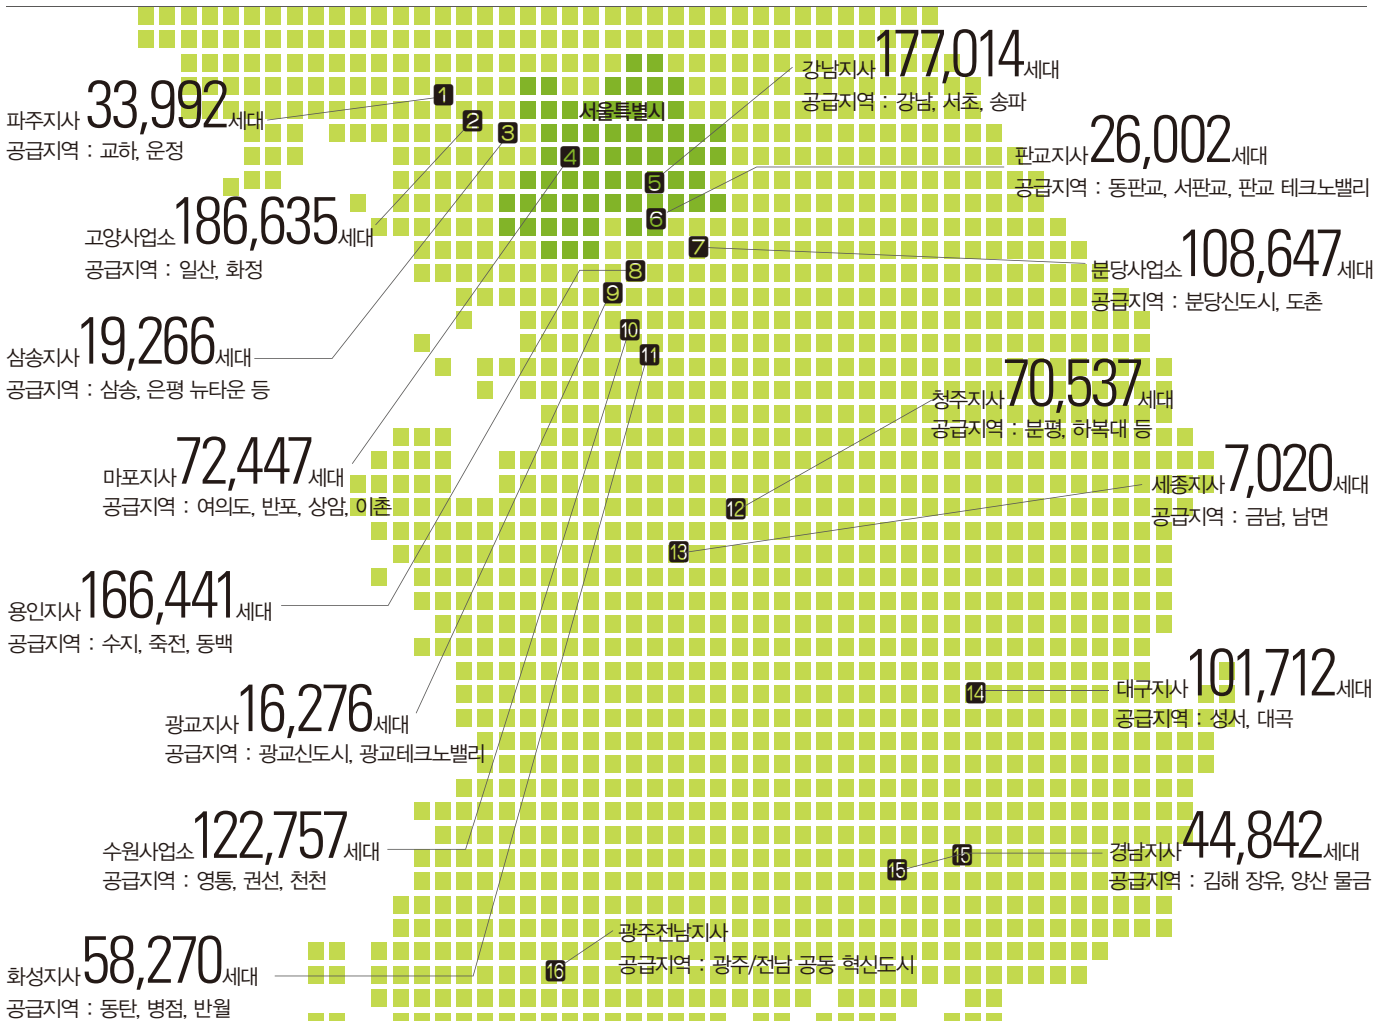 파주지사 33,992세대
공급지역 : 교하, 운정
고양사업소 186,635세대
공급지역 : 일산, 화정
삼송지사 19,266세대
공급지역 : 삼송, 은평 뉴타운 등
마포지사 72,447세대
공급지역 : 여의도, 반포, 상암, 이촌
용인지사 166,441세대
공급지역 : 수지, 죽전, 동백
광교지사 16,276세대
공급지역 : 광교신도시, 광교테크노밸리
수원사업소 122,757세대
공급지역 : 영통, 권선, 천천
화성지사 58,270세대
공급지역 : 동탄, 병점, 반월
서울특별시
1
2
3
4
5
6
7
8
9
10
11
12
13
14
15
15
16
강남지사 177,014세대
공급지역 : 강남, 서초, 송파
판교지사 26,002세대
공급지역 : 동판교, 서판교, 판교 테크노밸리
분당사업소 108,647세대
공급지역 : 분당신도시, 도촌
청주지사 70,537세대
공급지역 : 분평, 하복대 등
세종지사 7,020세대
공급지역 : 금남, 남면
대구지사 101,712세대
공급지역 : 성서, 대곡
경남지사 44,842세대
공급지역 : 김해 장유, 양산 물금
광주전남지사
공급지역 : 광주/전남 공동 혁신도시